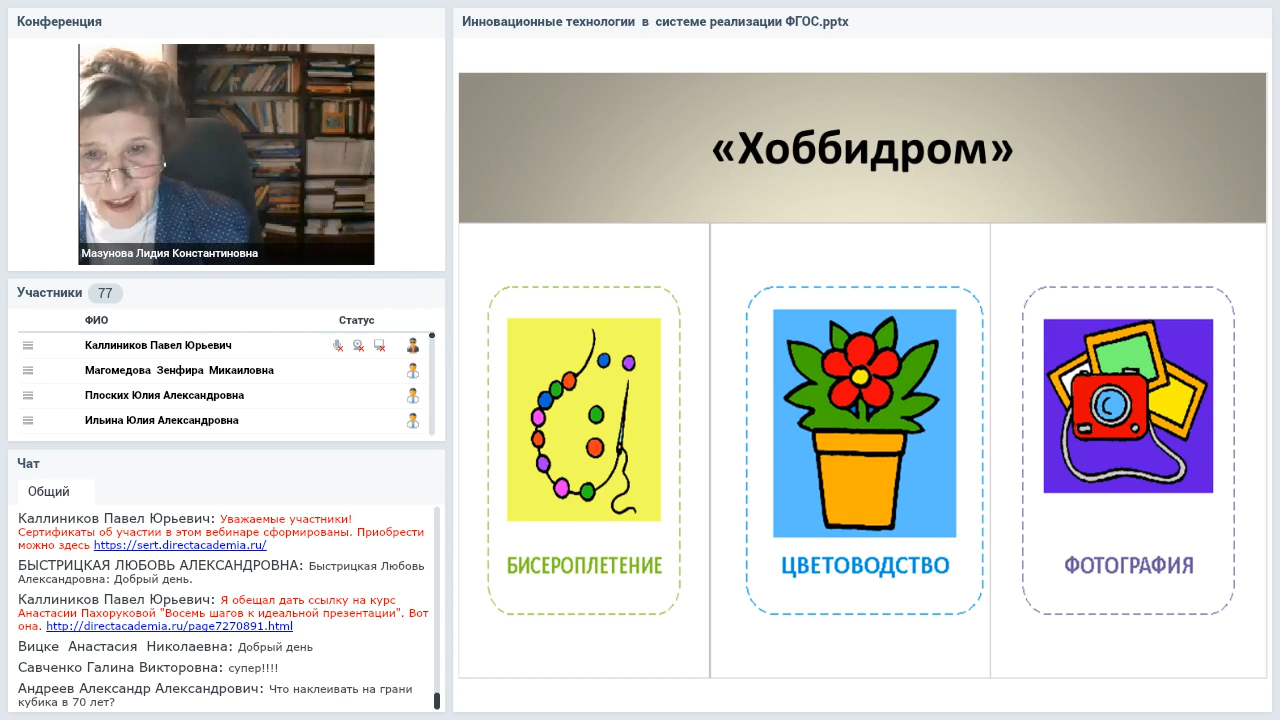 Конференция
Мазунова Лидия Константиновна
Участники 77
ФИО Статус
Каллиников Павел Юрьевич
Магомедова Зенфира Микаиловна
Плоских Юлия Александровна
Ильина Юлия Александровна
Чат
Общий
Каллиников Павел Юрьевич: Уважаемые участники!
Сертификаты об участии в этом вебинаре сформированы. Приобрести
можно здесь https://sert.directacademia.ru/
БЫСТРИЦКАЯ ЛЮБОВЬ АЛЕКСАНДРОВНА: Быстрицкая Любовь
Александровна: Добрый день.
Каллиников Павел Юрьевич: Я обещал дать ссылку на курс
Анастасии Пахоруковой "Восемь шагов к идеальной презентации". Вот
она. http://directacademia.ru/page7270891.html
Вицке Анастасия Николаевна: Добрый день
Савченко Галина Викторовна: супер!!!!
Андреев Александр Александрович: Что наклеивать на грани
кубика в 70 лет?
Инновационные технологии в системе реализации ФГОС.pptx
«Хоббидром»
БИСЕРОПЛЕТЕНИЕ
ЦВЕТОВОДСТВО
ФОТОГРАФИЯ